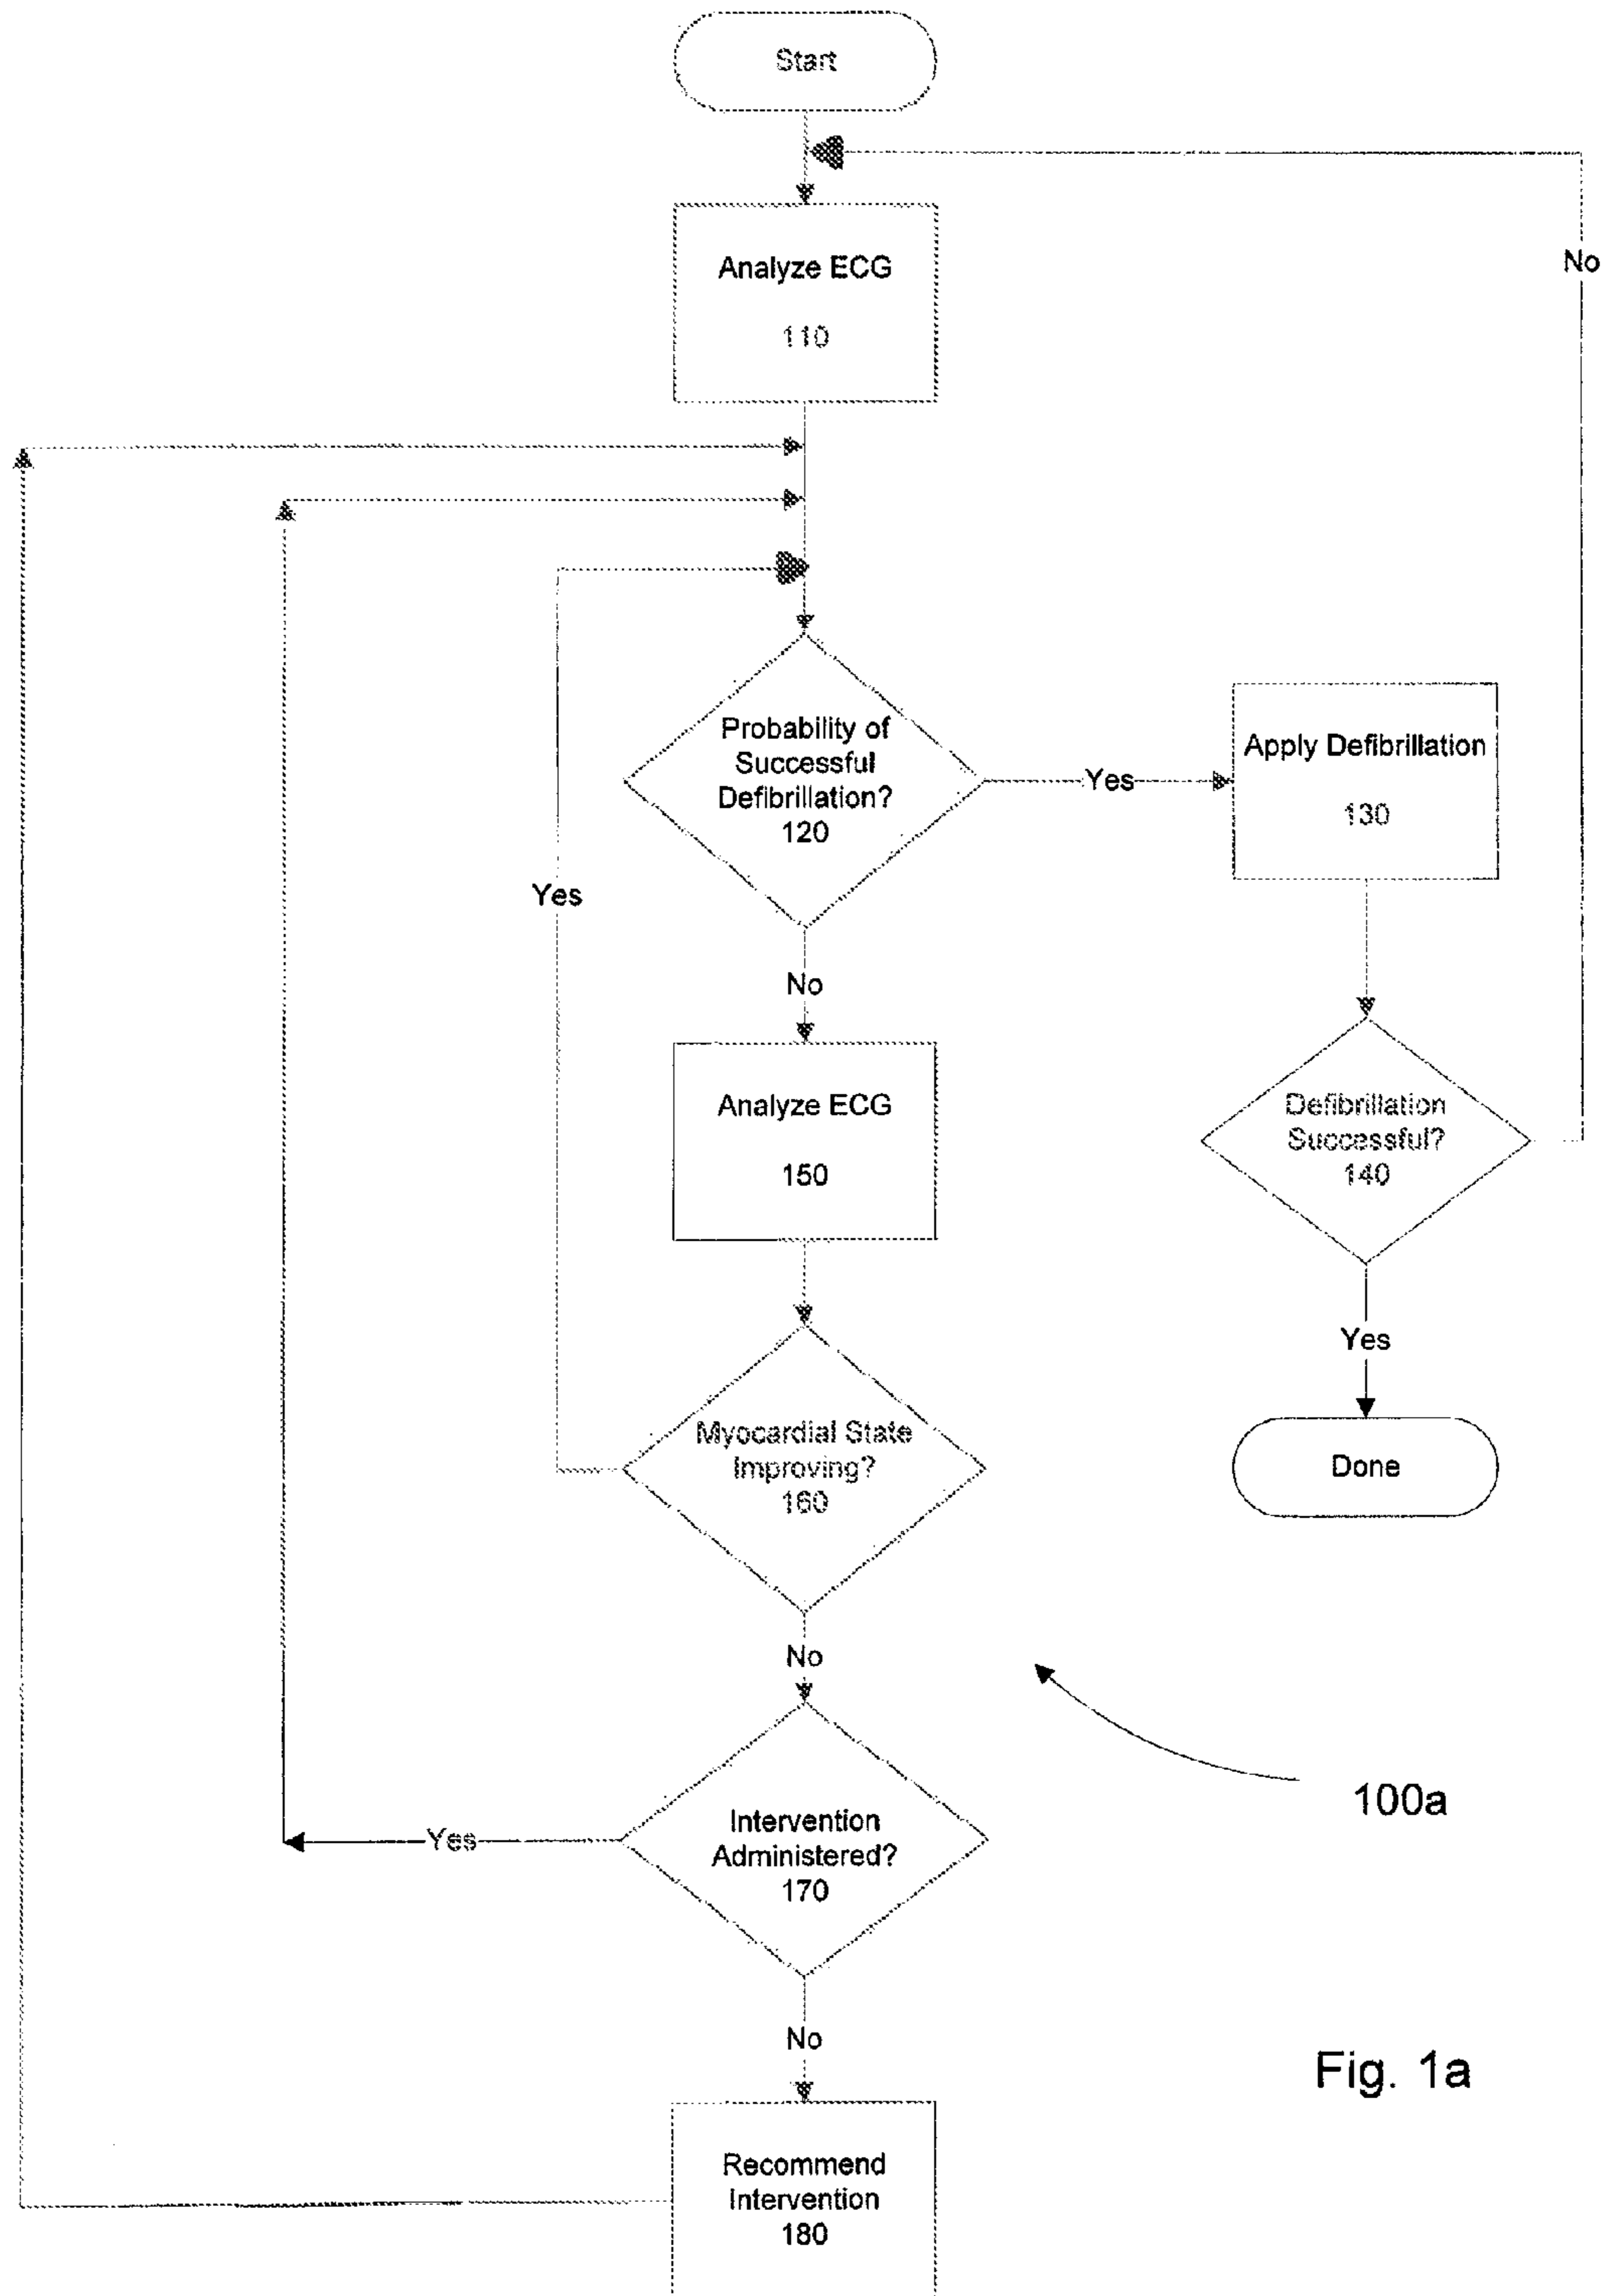 Start
No
Analyze ECG
110
Probability of
Successful
Defibrillation?
120
Yes
Apply Defibrillation
130
Yes
No
Analyze ECG
150
Defibrillation
Successful?
140
Yes
Myocardial State
Improving?
160
Done
No
100a
Intervention
Administered?
170
Yes
No
Fig. 1a
Recommend
Intervention
180